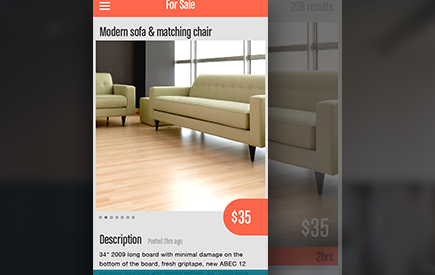 For Sale
209 results
Modern sofa & matching chair
$35
$35
Description Posted 2hrs ago
2hrs
34" 2009 long board with minimal damage on the
bottom of the board, fresh griptape, new ABEC 12